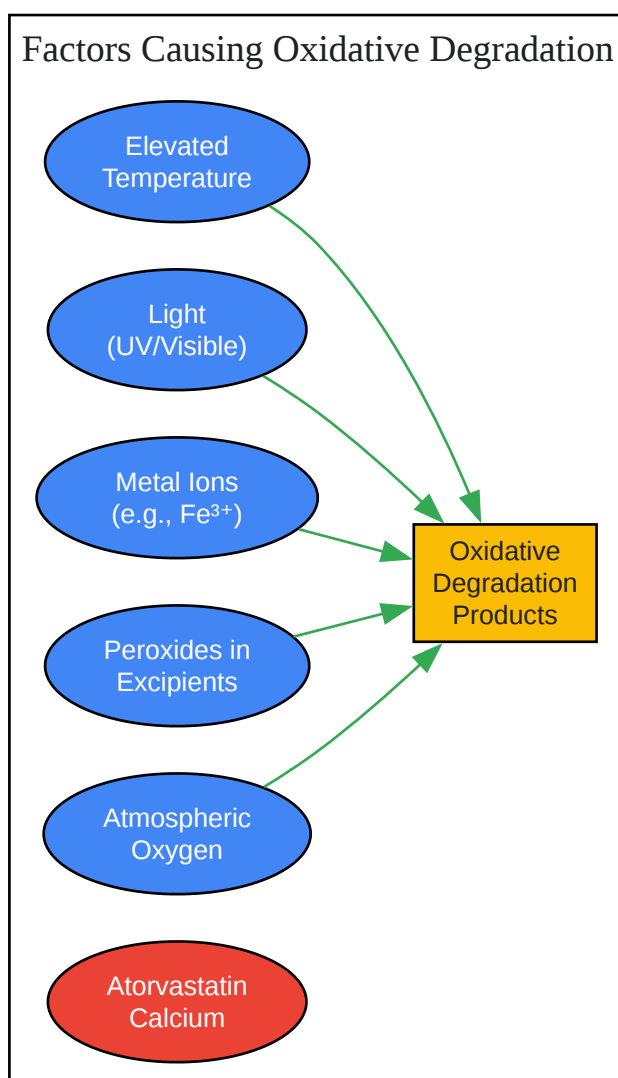 Factors Causing Oxidative Degradation
Elevated
Temperature
Light
(UV/Visible)
Metal Ions
(e.g., Fe³⁺)
Oxidative
Degradation
Products
Peroxides in
Excipients
Atmospheric
Oxygen
Atorvastatin
Calcium